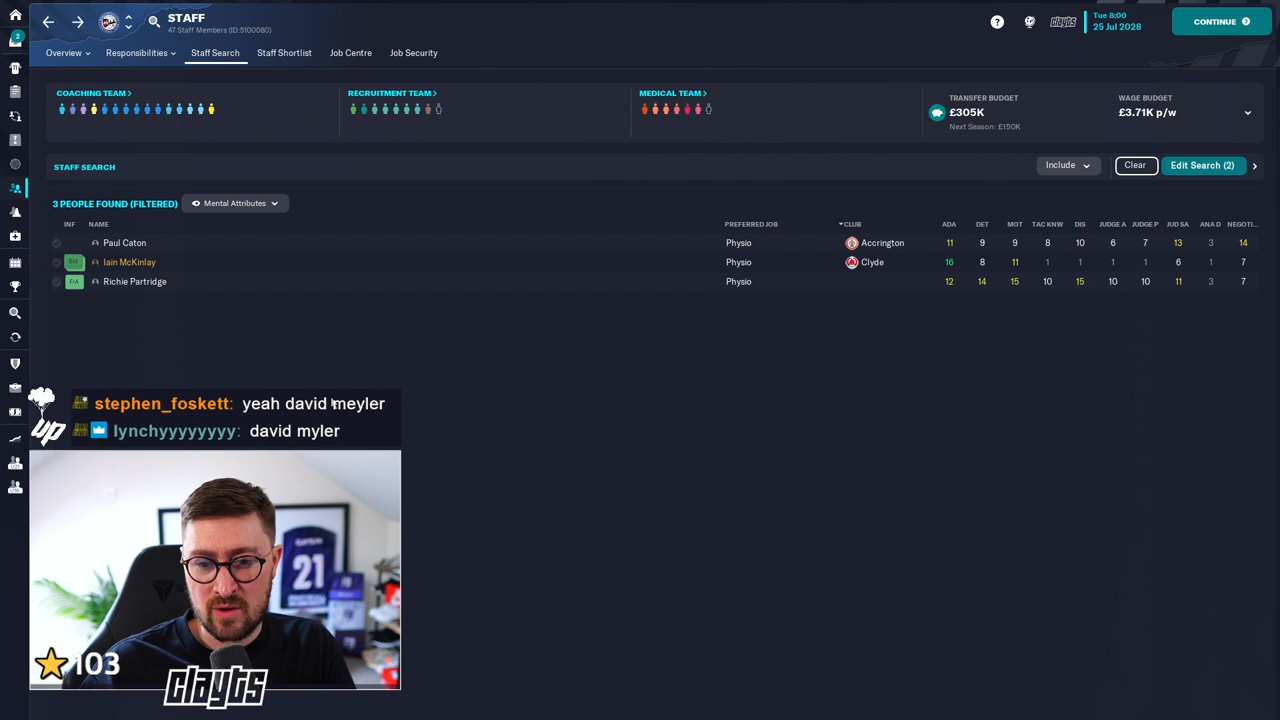 STAFF
47 Staff Members (ID:5100080)
Tue 8:00
25 Jul 2028
CONTINUE
2
Overview
Responsibilities
Staff Search
Staff Shortlist
Job Centre
Job Security
COACHING TEAM >
RECRUITMENT TEAM >
MEDICAL TEAM >
TRANSFER BUDGET
£305K
Next Season: £150K
WAGE BUDGET
£3.71K p/w
STAFF SEARCH
Include
Clear
Edit Search (2)
3 PEOPLE FOUND (FILTERED)
Mental Attributes
INF NAME PREFERRED JOB CLUB ADA DET MOT TAC KNW DIS JUDGE A JUDGE P JUD SA ANA D NEGOTI...
Paul Caton Physio Accrington 11 9 9 8 10 6 7 13 3 14
Bid Iain McKinlay Physio Clyde 16 8 11 1 1 1 1 6 1 7
FrA Richie Partridge Physio 12 14 15 10 15 10 10 11 3 7
stephen_foskett: yeah david meyler
lynchyyyyyyyy: david myler
up
21
103
clayts